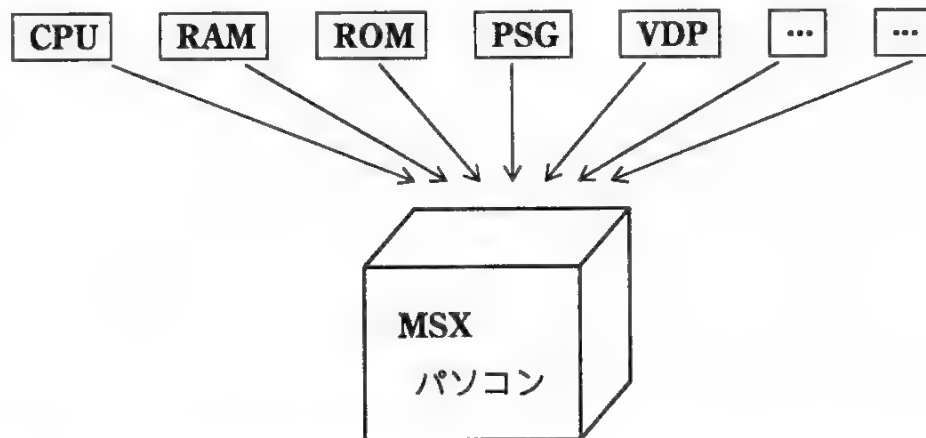 CPU RAM ROM PSG VDP … …
MSX
パソコン